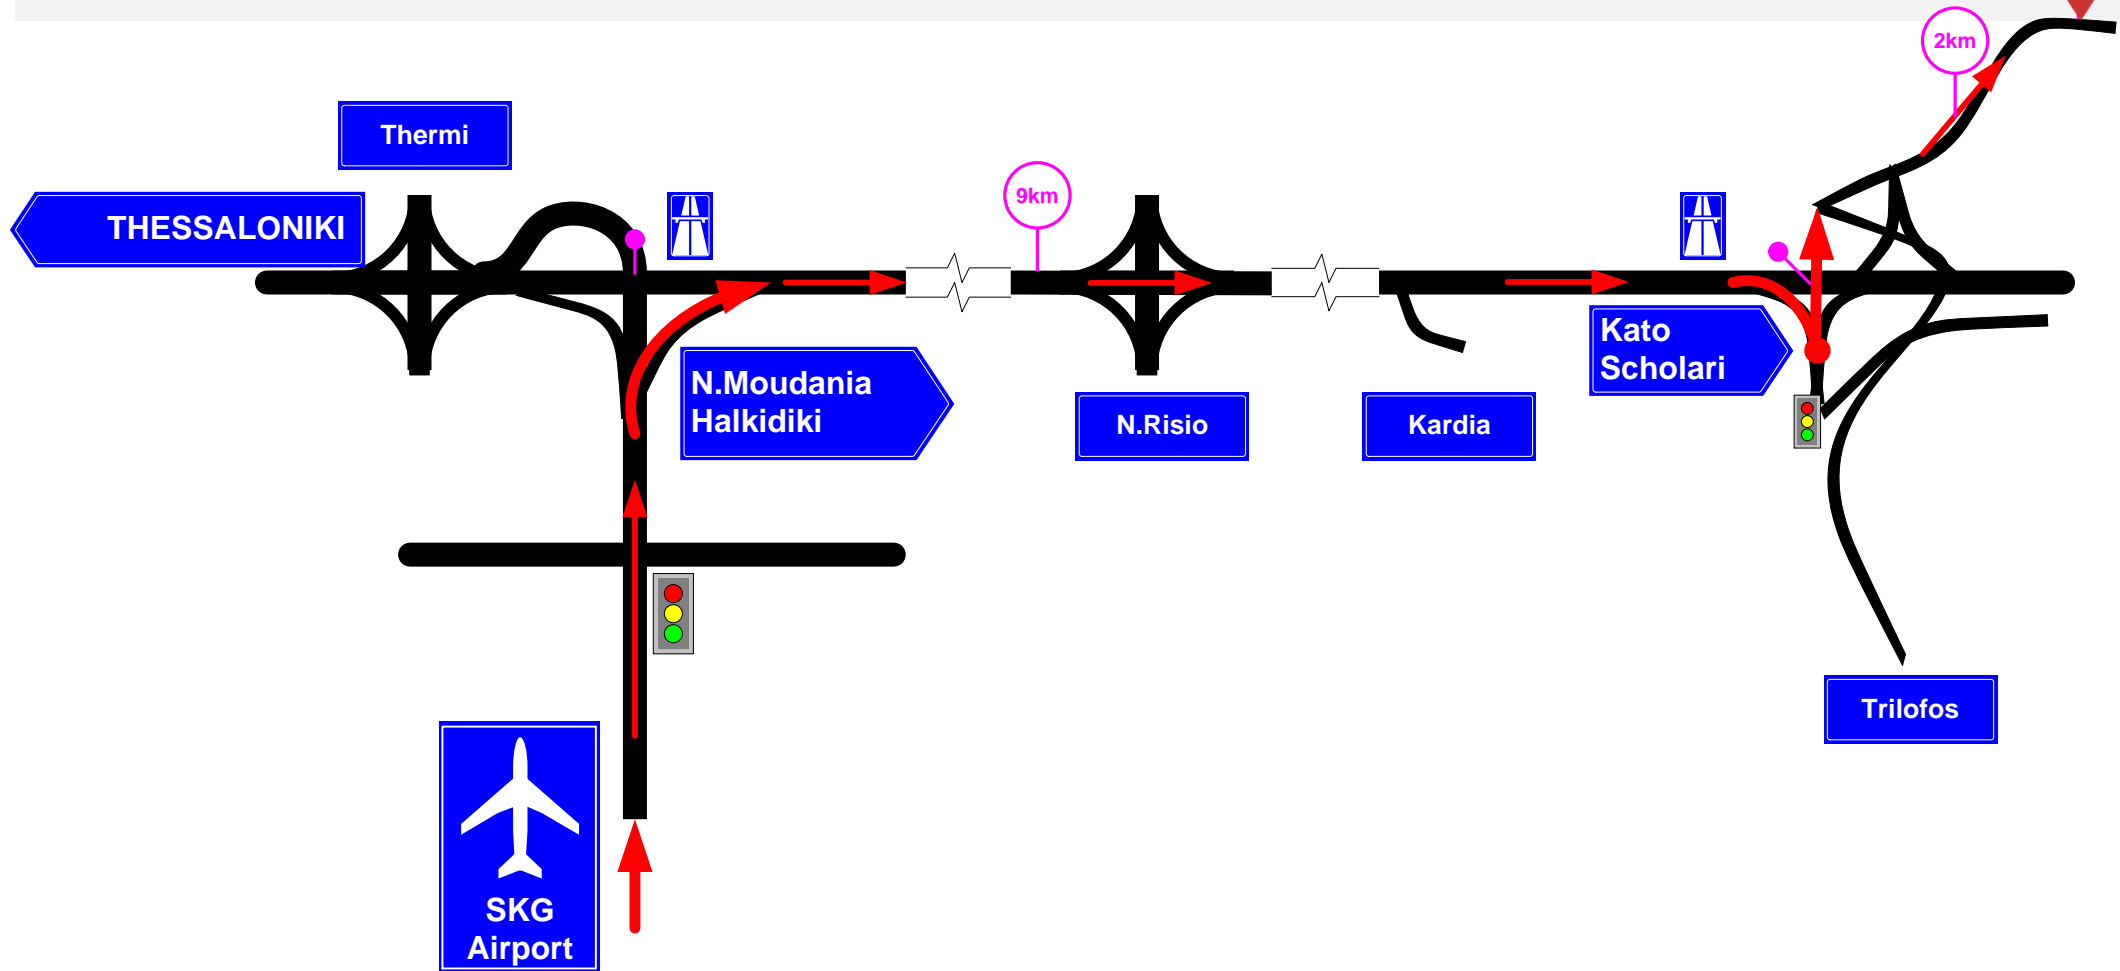 2km
Thermi
THESSALONIKI
9km
Kato
Scholari
N.Moudania
Halkidiki
N.Risio
Kardia
Trilofos
SKG
Airport